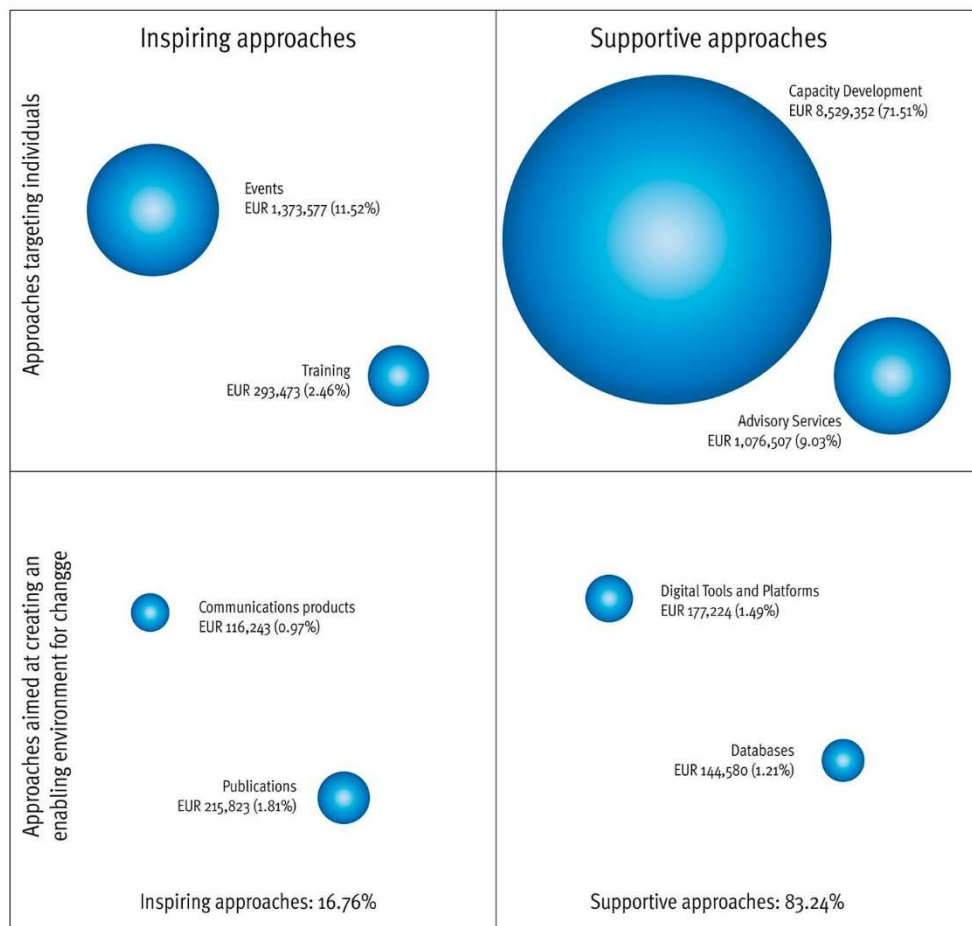 Inspiring approaches
Supportive approaches
Approaches targeting individuals
Capacity Development
EUR 8,529,352 (71.51%)
Events
EUR 1,373,577 (11.52%)
Training
EUR 293,473 (2.46%)
Advisory Services
EUR 1,076,507 (9.03%)
Approaches aimed at creating an
enabling environment for changge
Communications products
EUR 116,243 (0.97%)
Digital Tools and Platforms
EUR 177,224 (1.49%)
Publications
EUR 215,823 (1.81%)
Databases
EUR 144,580 (1.21%)
Inspiring approaches: 16.76%
Supportive approaches: 83.24%